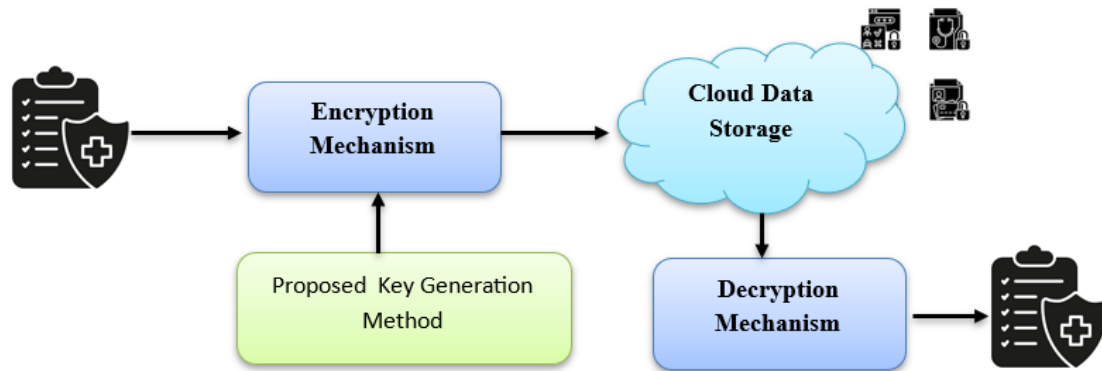 Encryption
Mechanism
Cloud Data
Storage
Proposed Key Generation
Method
Decryption
Mechanism